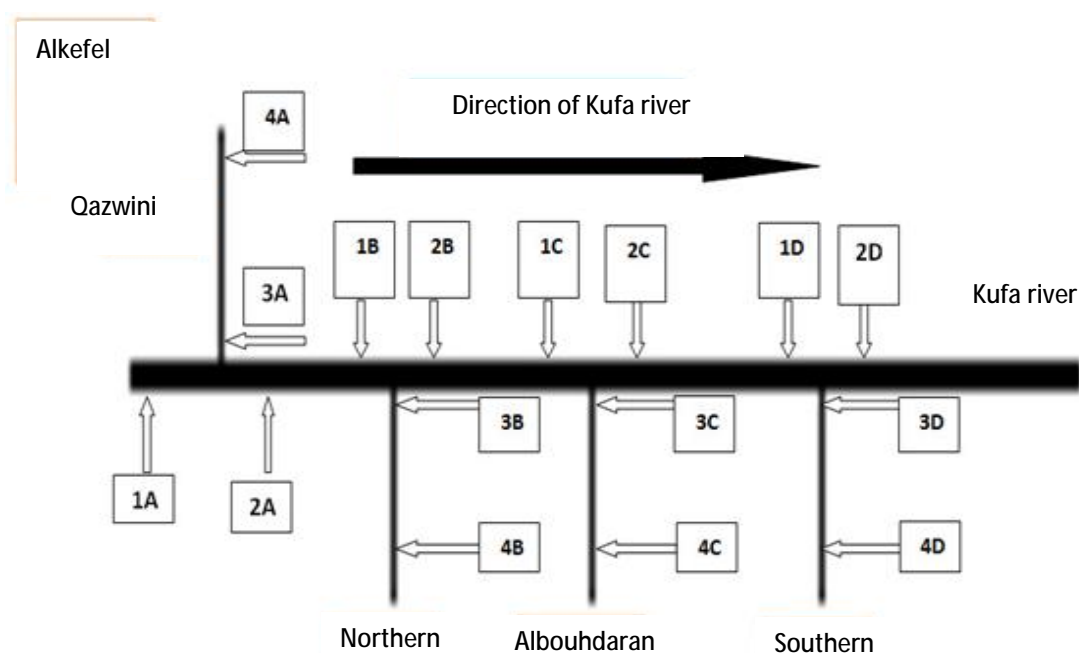 Alkefel
4A
Direction of Kufa river
Qazwini
3A
1B
2B
1C
2C
1D
2D
Kufa river
1A
2A
3B
3C
3D
4B
4C
4D
Northern
Albouhdaran
Southern